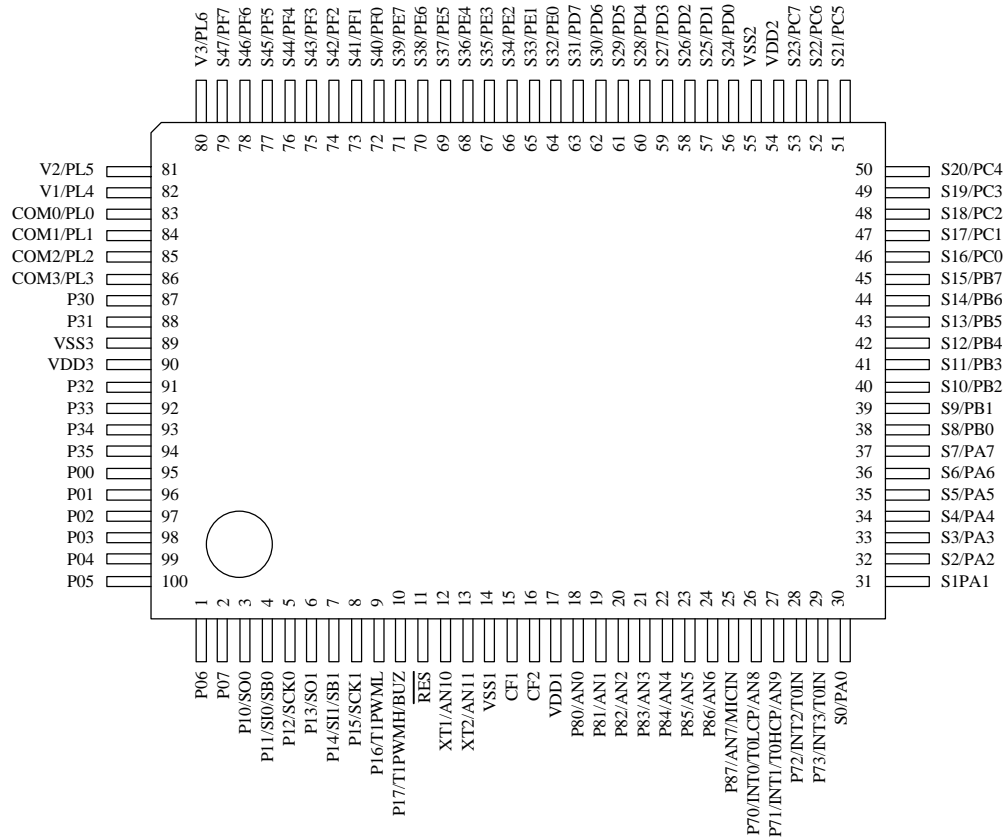 V3/PL6
S47/PF7
S46/PF6
S45/PF5
S44/PF4
S43/PF3
S42/PF2
S41/PF1
S40/PF0
S39/PE7
S38/PE6
S37/PE5
S36/PE4
S35/PE3
S34/PE2
S33/PE1
S32/PE0
S31/PD7
S30/PD6
S29/PD5
S28/PD4
S27/PD3
S26/PD2
S25/PD1
S24/PD0
VSS2
VDD2
S23/PC7
S22/PC6
S21/PC5
80 79 78 77 76 75 74 73 72 71 70 69 68 67 66 65 64 63 62 61 60 59 58 57 56 55 54 53 52 51
V2/PL5 81 50 S20/PC4
V1/PL4 82 49 S19/PC3
COM0/PL0 83 48 S18/PC2
COM1/PL1 84 47 S17/PC1
COM2/PL2 85 46 S16/PC0
COM3/PL3 86 45 S15/PB7
P30 87 44 S14/PB6
P31 88 43 S13/PB5
VSS3 89 42 S12/PB4
VDD3 90 41 S11/PB3
P32 91 40 S10/PB2
P33 92 39 S9/PB1
P34 93 38 S8/PB0
P35 94 37 S7/PA7
P00 95 36 S6/PA6
P01 96 35 S5/PA5
P02 97 34 S4/PA4
P03 98 33 S3/PA3
P04 99 32 S2/PA2
P05 100 31 S1PA1
1 2 3 4 5 6 7 8 9 10 11 12 13 14 15 16 17 18 19 20 21 22 23 24 25 26 27 28 29 30
P06
P07
P10/SO0
P11/SI0/SB0
P12/SCK0
P13/SO1
P14/SI1/SB1
P15/SCK1
P16/T1PWML
P17/T1PWMH/BUZ
RES
XT1/AN10
XT2/AN11
VSS1
CF1
CF2
VDD1
P80/AN0
P81/AN1
P82/AN2
P83/AN3
P84/AN4
P85/AN5
P86/AN6
P87/AN7/MICIN
P70/INT0/T0LCP/AN8
P71/INT1/T0HCP/AN9
P72/INT2/T0IN
P73/INT3/T0IN
S0/PA0